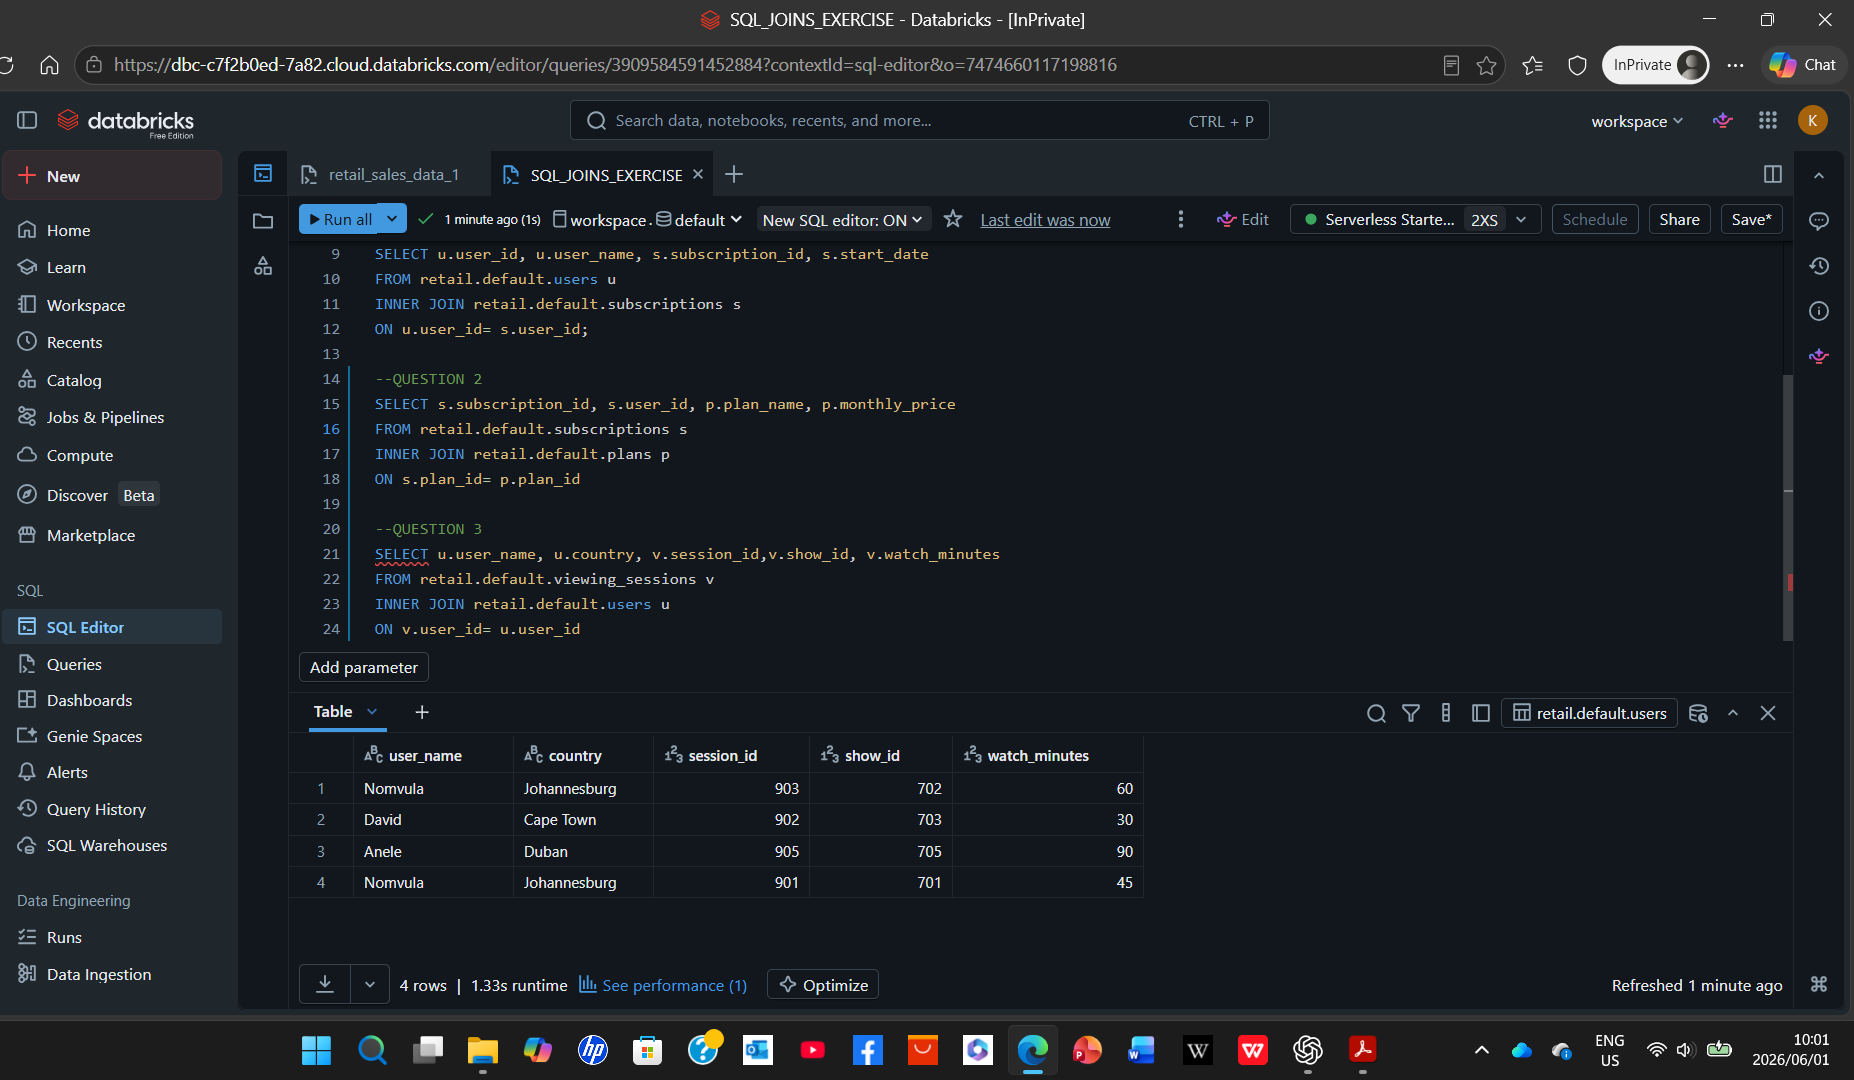 SQL_JOINS_EXERCISE - Databricks - [InPrivate]
https://dbc-c7f2b0ed-7a82.cloud.databricks.com/editor/queries/3909584591452884?contextId=sql-editor&o=7474660117198816
InPrivate
Chat
databricks
Free Edition
Search data, notebooks, recents, and more...
CTRL + P
workspace
K
New
Home
Learn
Workspace
Recents
Catalog
Jobs & Pipelines
Compute
Discover Beta
Marketplace
SQL
SQL Editor
Queries
Dashboards
Genie Spaces
Alerts
Query History
SQL Warehouses
Data Engineering
Runs
Data Ingestion
retail_sales_data_1
SQL_JOINS_EXERCISE
Run all 1 minute ago (1s) workspace. default New SQL editor: ON Last edit was now Edit Serverless Starte... 2XS Schedule Share Save*
9 SELECT u.user_id, u.user_name, s.subscription_id, s.start_date
10 FROM retail.default.users u
11 INNER JOIN retail.default.subscriptions s
12 ON u.user_id= s.user_id;
13
14 --QUESTION 2
15 SELECT s.subscription_id, s.user_id, p.plan_name, p.monthly_price
16 FROM retail.default.subscriptions s
17 INNER JOIN retail.default.plans p
18 ON s.plan_id= p.plan_id
19
20 --QUESTION 3
21 SELECT u.user_name, u.country, v.session_id,v.show_id, v.watch_minutes
22 FROM retail.default.viewing_sessions v
23 INNER JOIN retail.default.users u
24 ON v.user_id= u.user_id
Add parameter
Table
retail.default.users
ABC user_name ABC country 123 session_id 123 show_id 123 watch_minutes
1 Nomvula Johannesburg 903 702 60
2 David Cape Town 902 703 30
3 Anele Duban 905 705 90
4 Nomvula Johannesburg 901 701 45
4 rows | 1.33s runtime See performance (1) Optimize
Refreshed 1 minute ago
ENG
US
10:01
2026/06/01